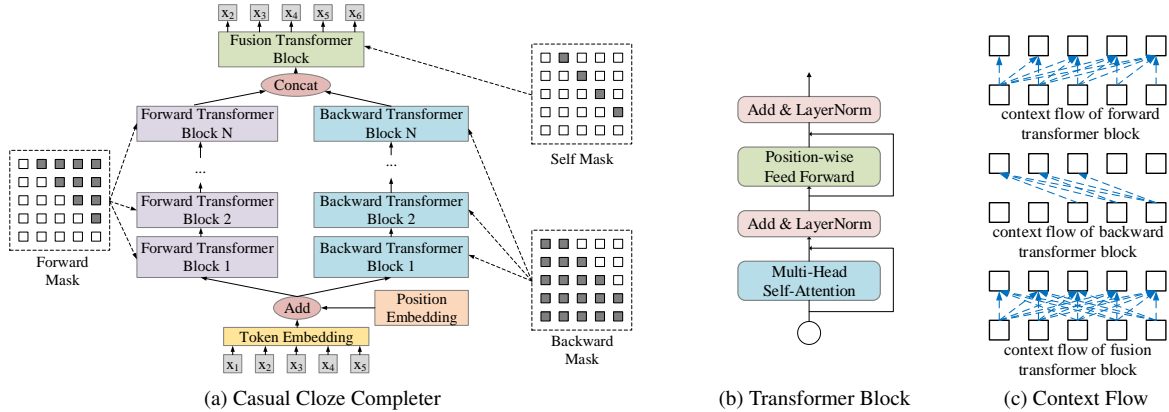 x2 x3 x4 x5 x6
Fusion Transformer
Block
Concat
Forward Transformer
Block N
Backward Transformer
Block N
...
...
Forward Transformer
Block 2
Backward Transformer
Block 2
Forward Transformer
Block 1
Backward Transformer
Block 1
Add
Position
Embedding
Token Embedding
x1 x2 x3 x4 x5
Forward
Mask
Self Mask
Backward
Mask
(a) Casual Cloze Completer
Add & LayerNorm
Position-wise
Feed Forward
Add & LayerNorm
Multi-Head
Self-Attention
(b) Transformer Block
context flow of forward
transformer block
context flow of backward
transformer block
context flow of fusion
transformer block
(c) Context Flow